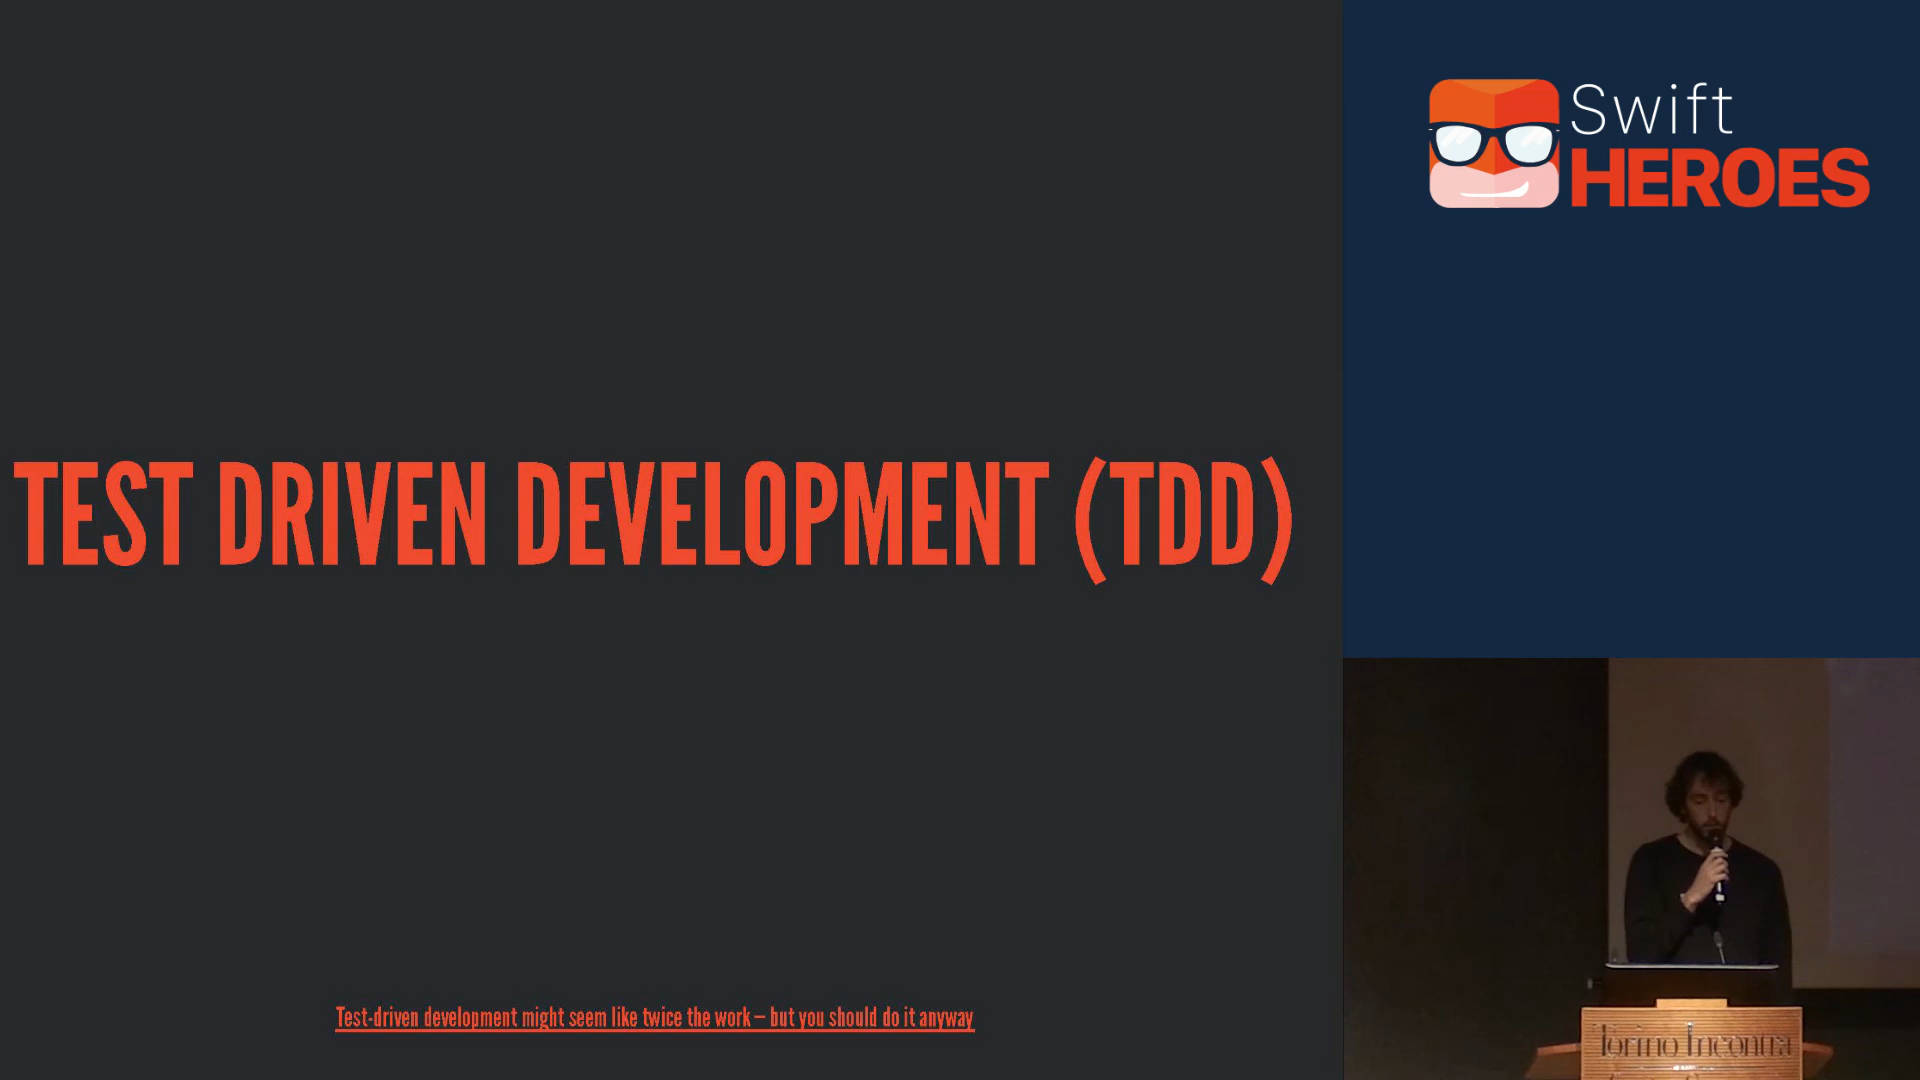 TEST DRIVEN DEVELOPMENT (TDD)
Test-driven development might seem like twice the work – but you should do it anyway
Swift
HEROES
Torino Incontra